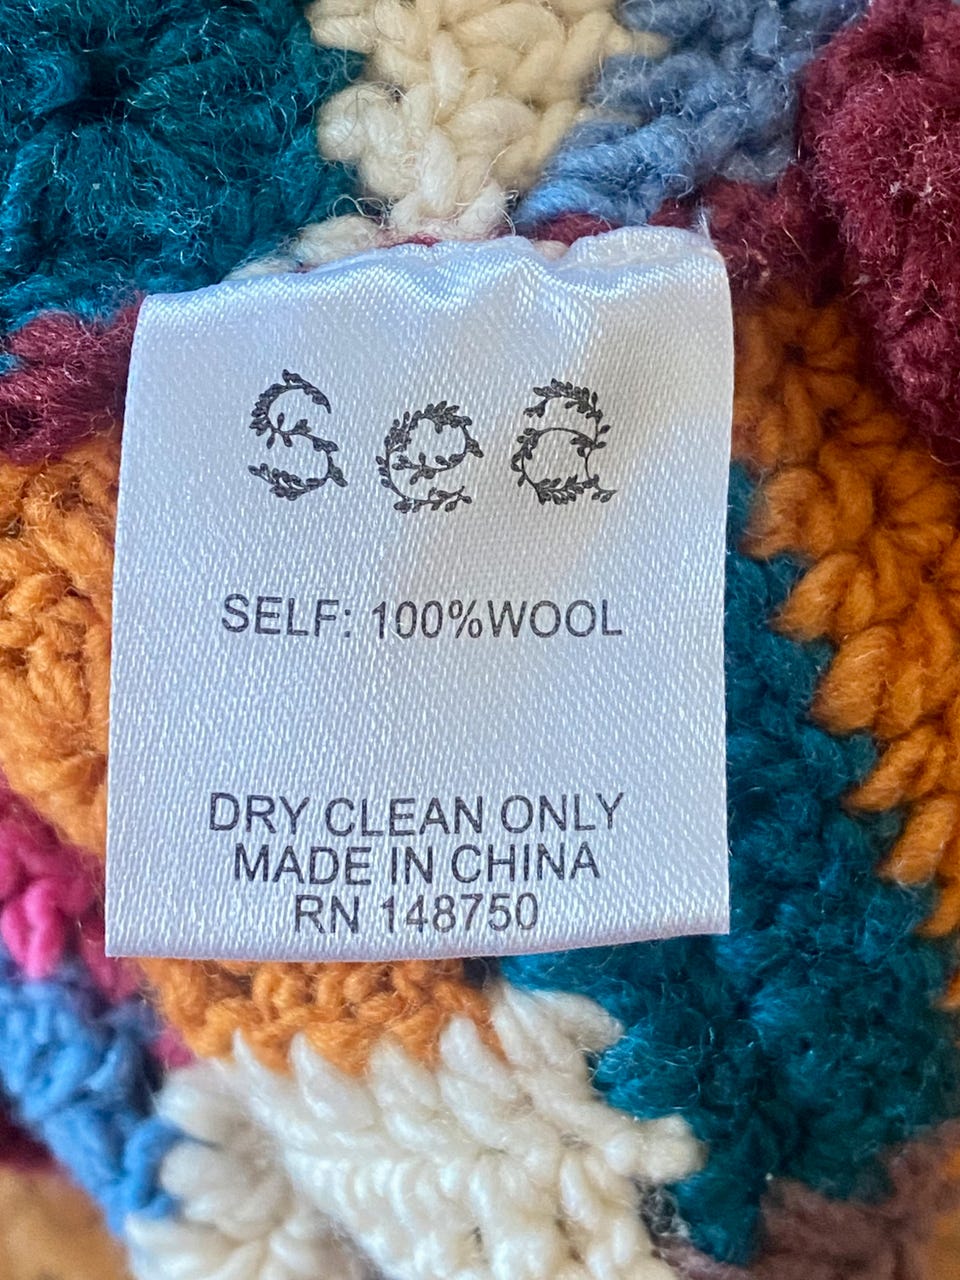 Sea
SELF: 100%WOOL
DRY CLEAN ONLY
MADE IN CHINA
RN 148750